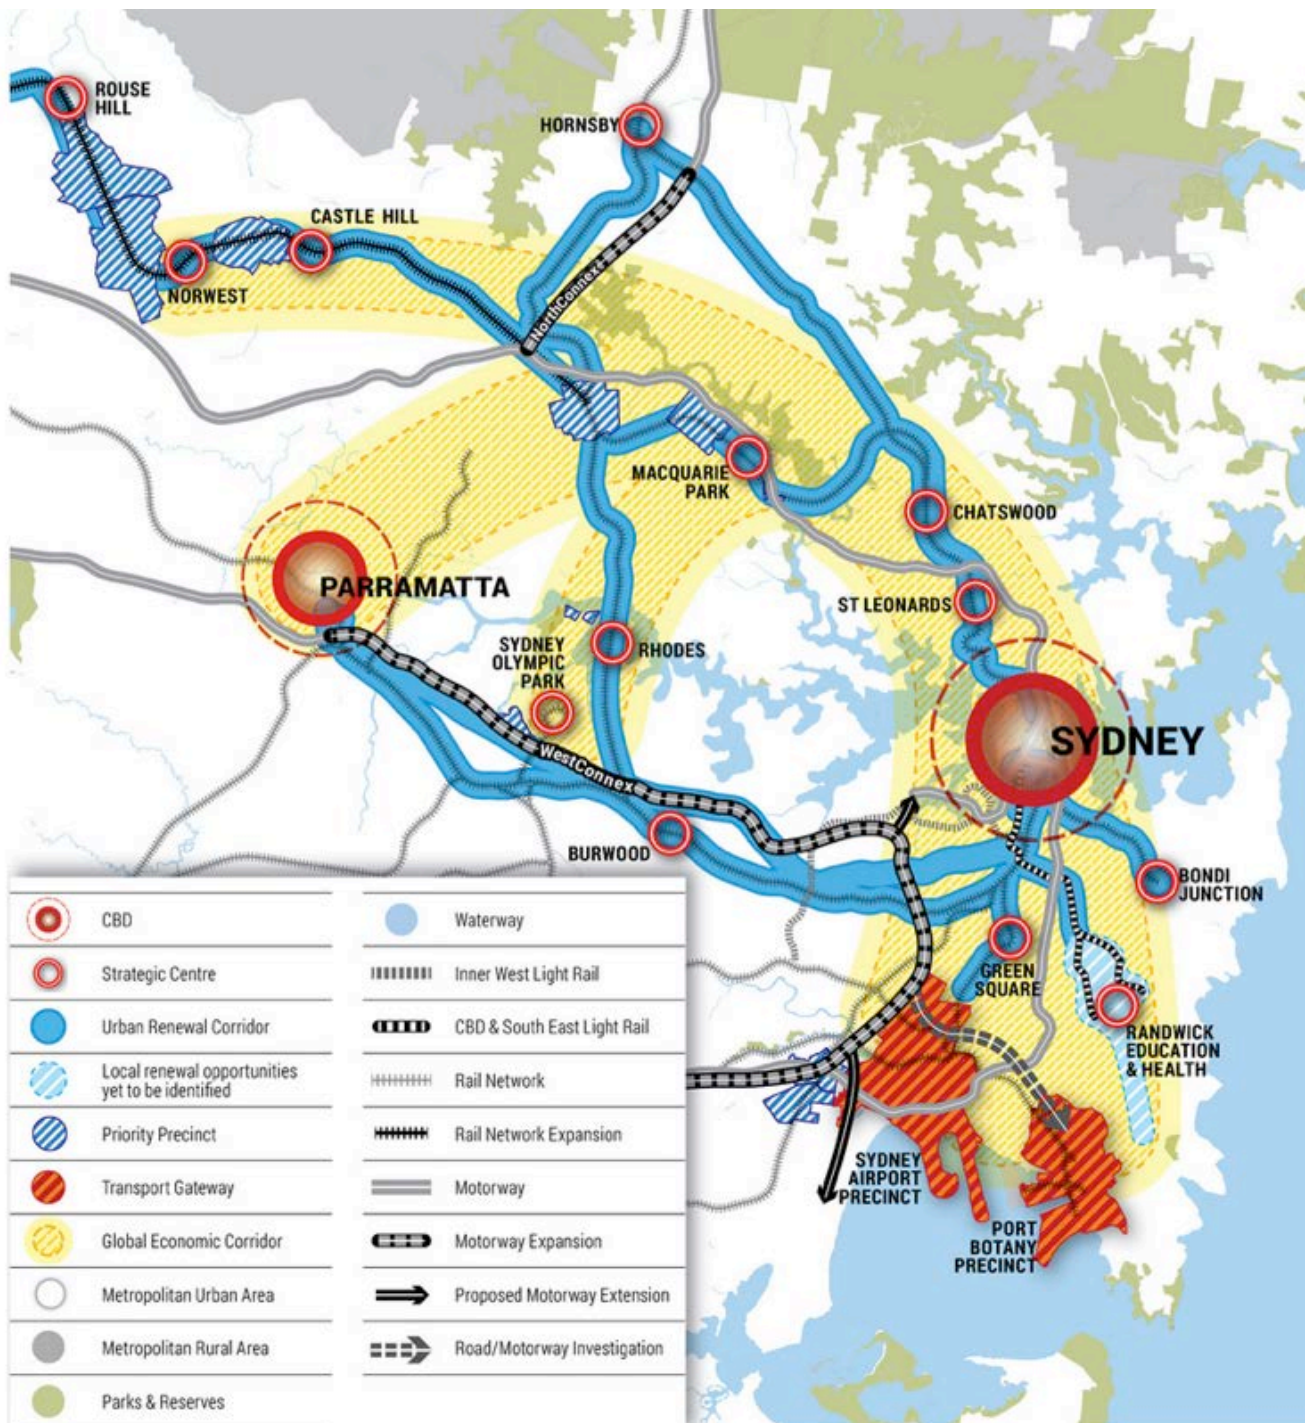 ROUSE
HILL
HORNSBY
CASTLE HILL
NORWEST
NorthConnex
MACQUARIE
PARK
CHATSWOOD
PARRAMATTA
ST LEONARDS
SYDNEY
OLYMPIC
PARK
RHODES
SYDNEY
WestConnex
BURWOOD
BONDI
JUNCTION
GREEN
SQUARE
RANDWICK
EDUCATION
& HEALTH
SYDNEY
AIRPORT
PRECINCT
PORT
BOTANY
PRECINCT
CBD
Strategic Centre
Urban Renewal Corridor
Local renewal opportunities
yet to be identified
Priority Precinct
Transport Gateway
Global Economic Corridor
Metropolitan Urban Area
Metropolitan Rural Area
Parks & Reserves
Waterway
Inner West Light Rail
CBD & South East Light Rail
Rail Network
Rail Network Expansion
Motorway
Motorway Expansion
Proposed Motorway Extension
Road/Motorway Investigation